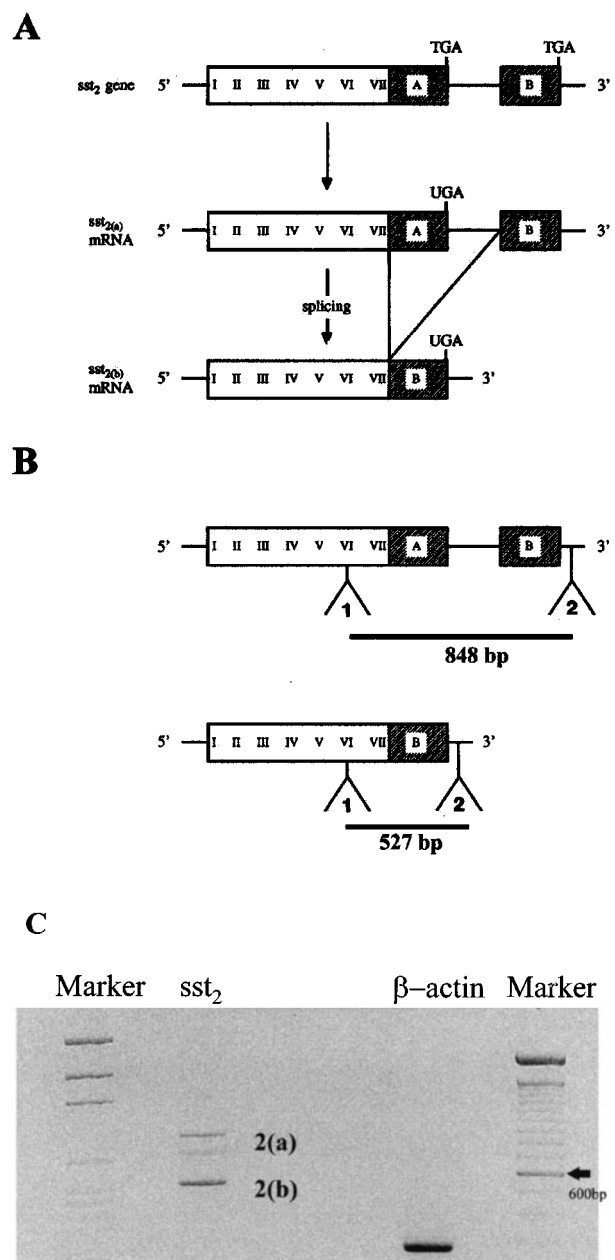 A
TGA TGA
sst2 gene 5' I II III IV V VI VII A B 3'
UGA
sst2(a) mRNA 5' I II III IV V VI VII A B 3'
splicing
UGA
sst2(b) mRNA 5' I II III IV V VI VII B 3'
B
5' I II III IV V VI VII A B 3'
1 2
848 bp
5' I II III IV V VI VII B 3'
1 2
527 bp
C
Marker sst2 β–actin Marker
2(a)
2(b)
600bp